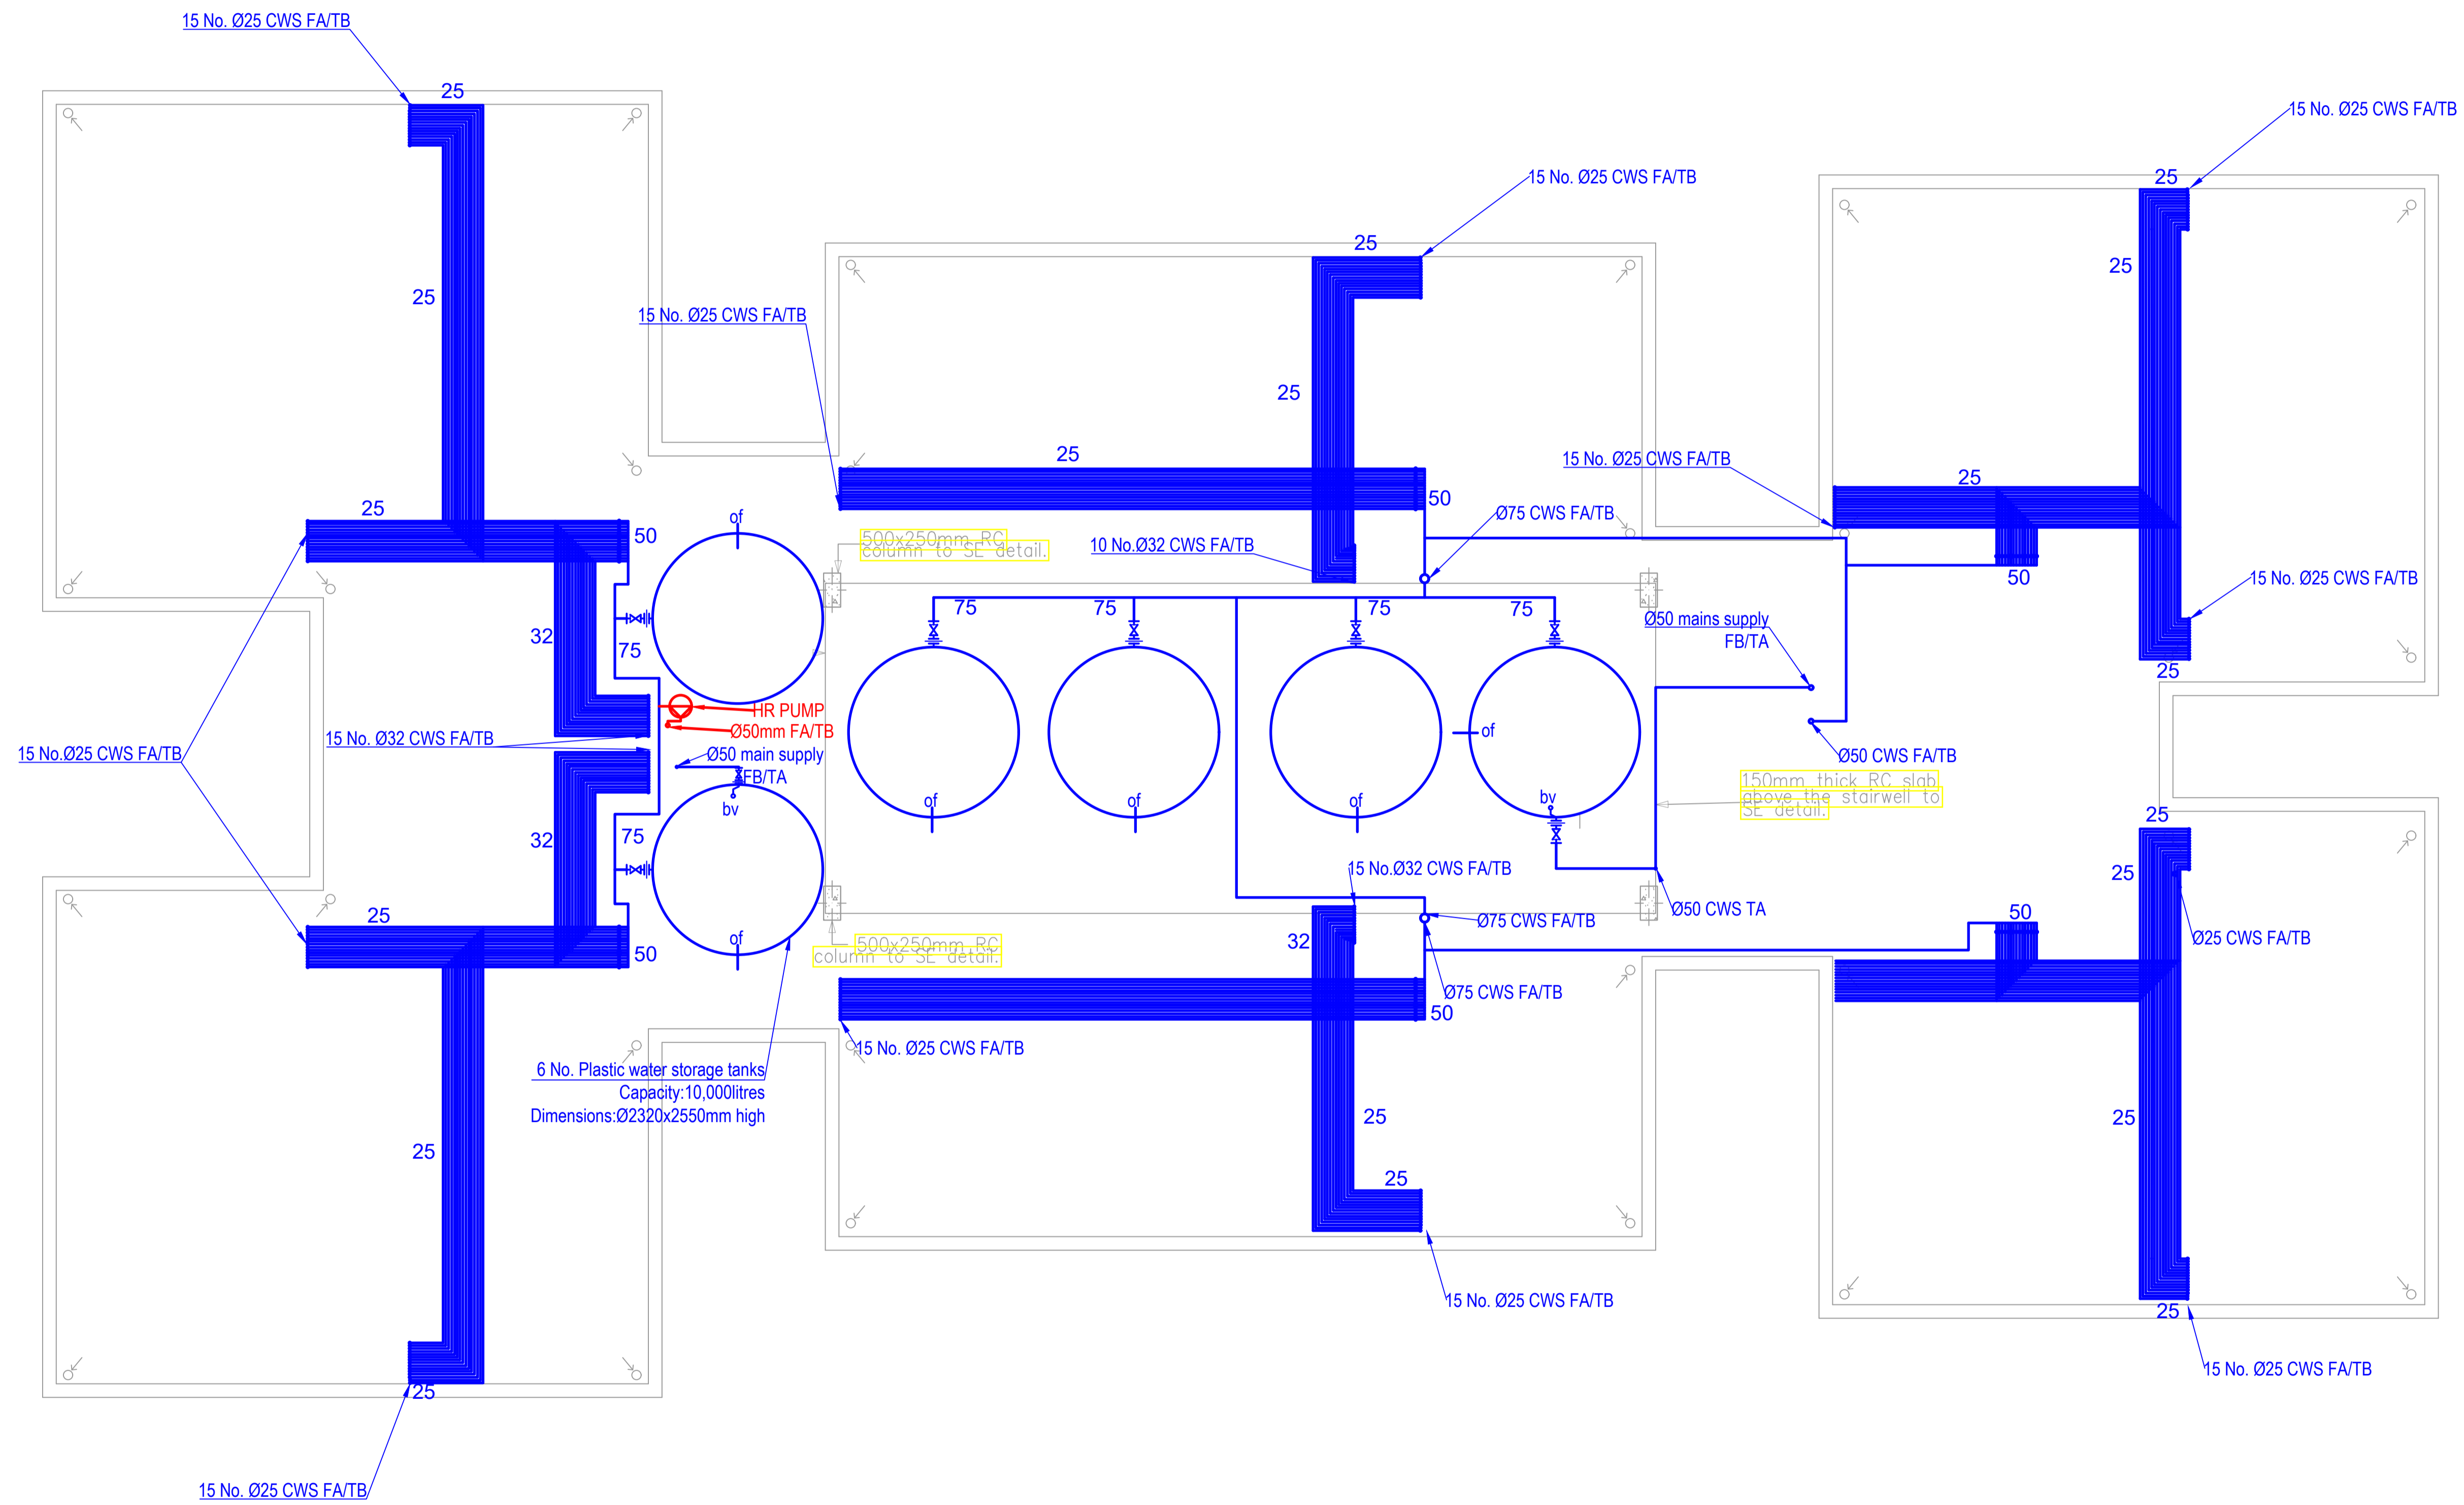 15 No. Ø25 CWS FA/TB
25
15 No. Ø25 CWS FA/TB
15 No. Ø25 CWS FA/TB
25
25
25
25
25
15 No. Ø25 CWS FA/TB
25
25
15 No. Ø25 CWS FA/TB
25
25
50
15 No. Ø25 CWS FA/TB
of
50
500x250mm RC
column to SE detail.
10 No.Ø32 CWS FA/TB
Ø75 CWS FA/TB
50
15 No. Ø25 CWS FA/TB
75
75
75
75
32
75
Ø50 mains supply
FB/TA
25
HR PUMP
Ø50mm FA/TB
15 No. Ø32 CWS FA/TB
15 No.Ø25 CWS FA/TB
Ø50 main supply
FB/TA
of
Ø50 CWS FA/TB
150mm thick RC slab
above the stairwell to
SE detail.
bv
of
of
of
bv
25
32
75
15 No.Ø32 CWS FA/TB
25
25
50
32
Ø75 CWS FA/TB
Ø50 CWS TA
50
Ø25 CWS FA/TB
of
500x250mm RC
column to SE detail.
Ø75 CWS FA/TB
50
15 No. Ø25 CWS FA/TB
6 No. Plastic water storage tanks
Capacity:10,000litres
Dimensions:Ø2320x2550mm high
25
25
25
25
15 No. Ø25 CWS FA/TB
25
15 No. Ø25 CWS FA/TB
25
15 No. Ø25 CWS FA/TB